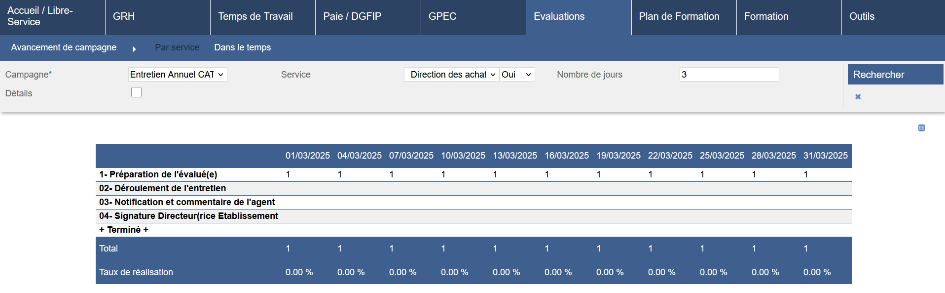 Accueil / Libre-Service GRH Temps de Travail Paie / DGFIP GPEC Evaluations Plan de Formation Formation Outils
Avancement de campagne Par service Dans le temps
Campagne* Entretien Annuel CAT Service Direction des achat Oui Nombre de jours 3 Rechercher
Détails
01/03/2025 04/03/2025 07/03/2025 10/03/2025 13/03/2025 16/03/2025 19/03/2025 22/03/2025 25/03/2025 28/03/2025 31/03/2025
1- Préparation de l'évalué(e) 1 1 1 1 1 1 1 1 1 1 1
02- Déroulement de l'entretien
03- Notification et commentaire de l'agent
04- Signature Directeur(rice Etablissement
+ Terminé +
Total 1 1 1 1 1 1 1 1 1 1 1
Taux de réalisation 0.00 % 0.00 % 0.00 % 0.00 % 0.00 % 0.00 % 0.00 % 0.00 % 0.00 % 0.00 % 0.00 %